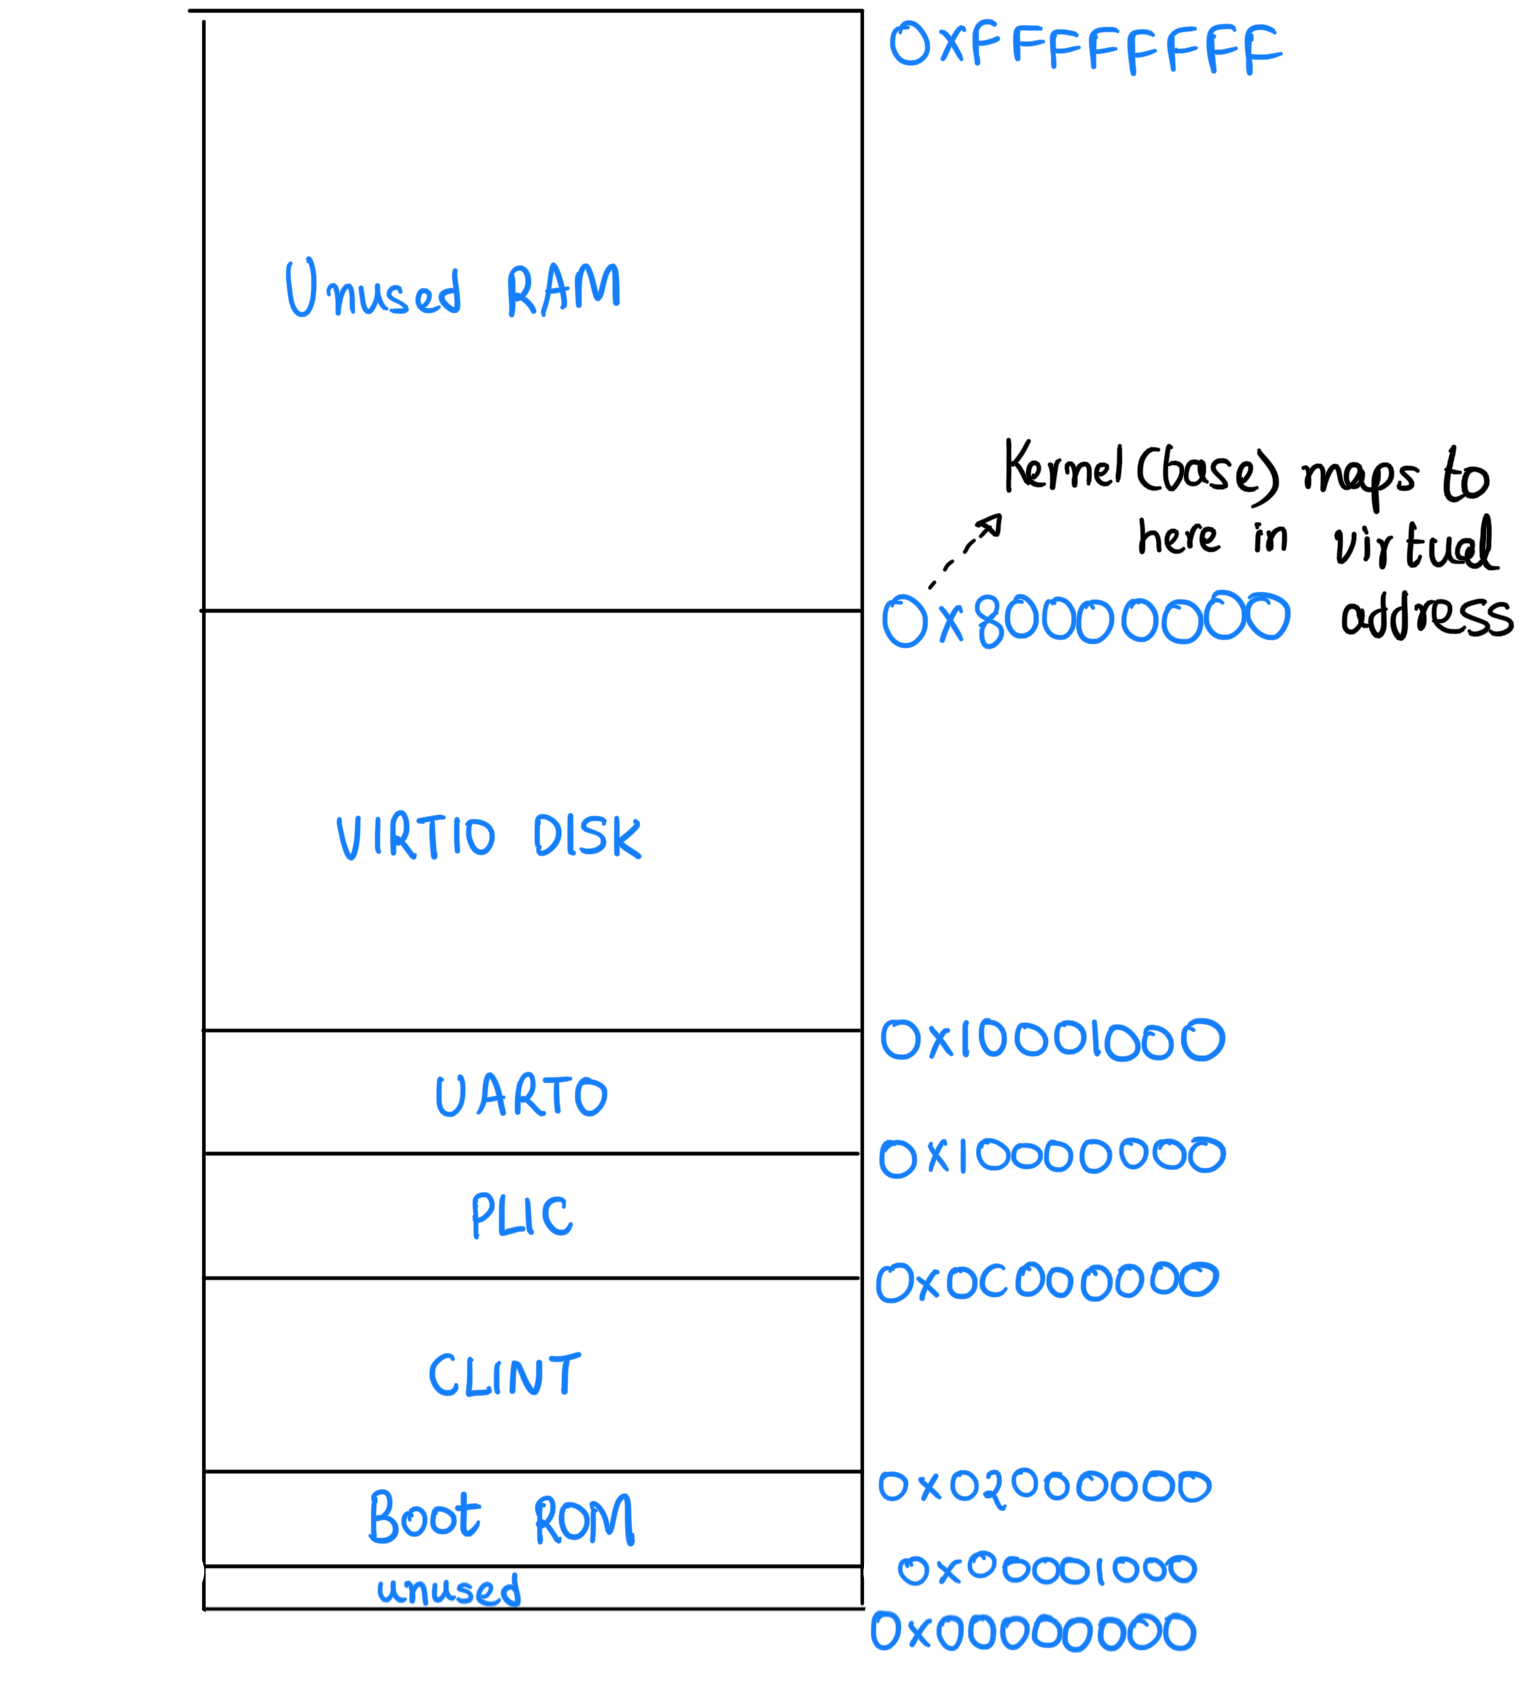 0xFFFFFFFF
Unused RAM
Kernel (base) maps to
here in virtual
address
0x80000000
VIRTIO DISK
0x10001000
UART0
0x10000000
PLIC
0x0C000000
CLINT
0x02000000
Boot ROM
0x00001000
unused
0x00000000